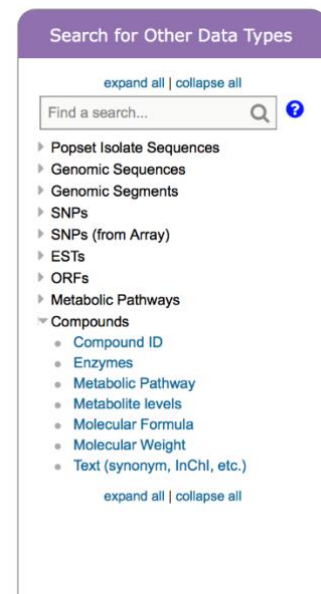 Search for Other Data Types
expand all | collapse all
Find a search...
?
Popset Isolate Sequences
Genomic Sequences
Genomic Segments
SNPs
SNPs (from Array)
ESTs
ORFs
Metabolic Pathways
Compounds
Compound ID
Enzymes
Metabolic Pathway
Metabolite levels
Molecular Formula
Molecular Weight
Text (synonym, InChI, etc.)
expand all | collapse all